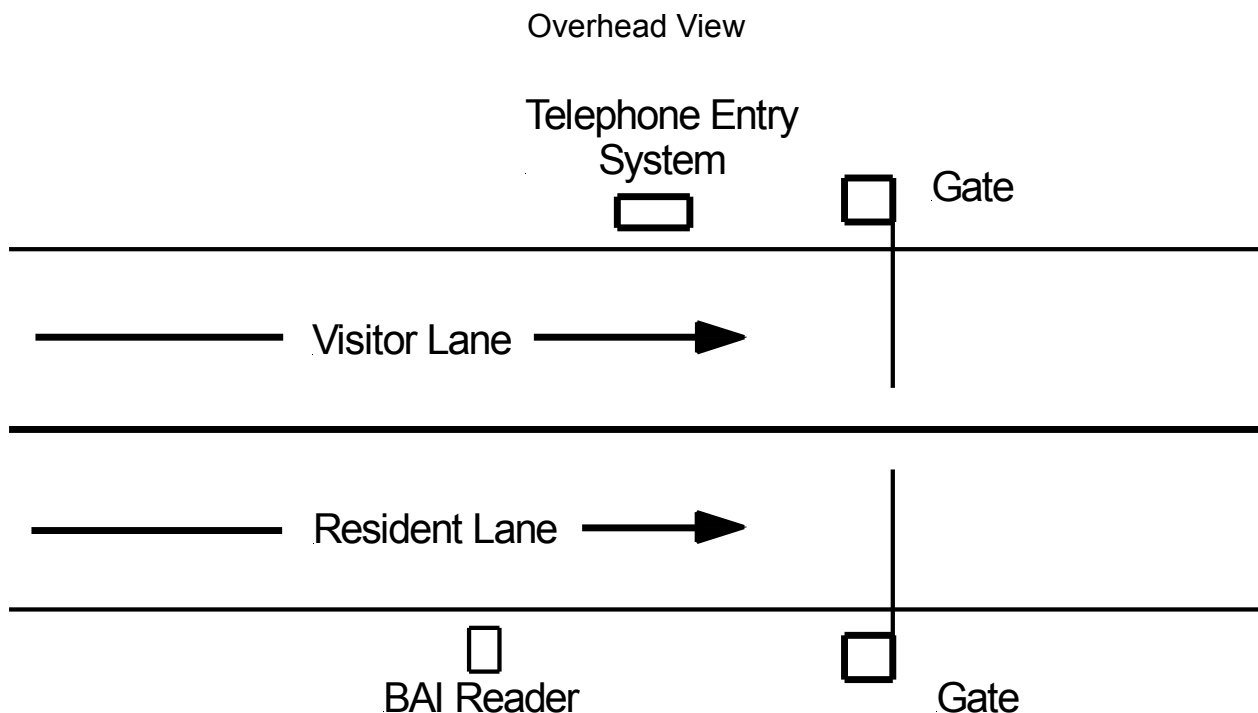 Overhead View
Telephone Entry
System
Gate
Visitor Lane
Resident Lane
BAI Reader
Gate